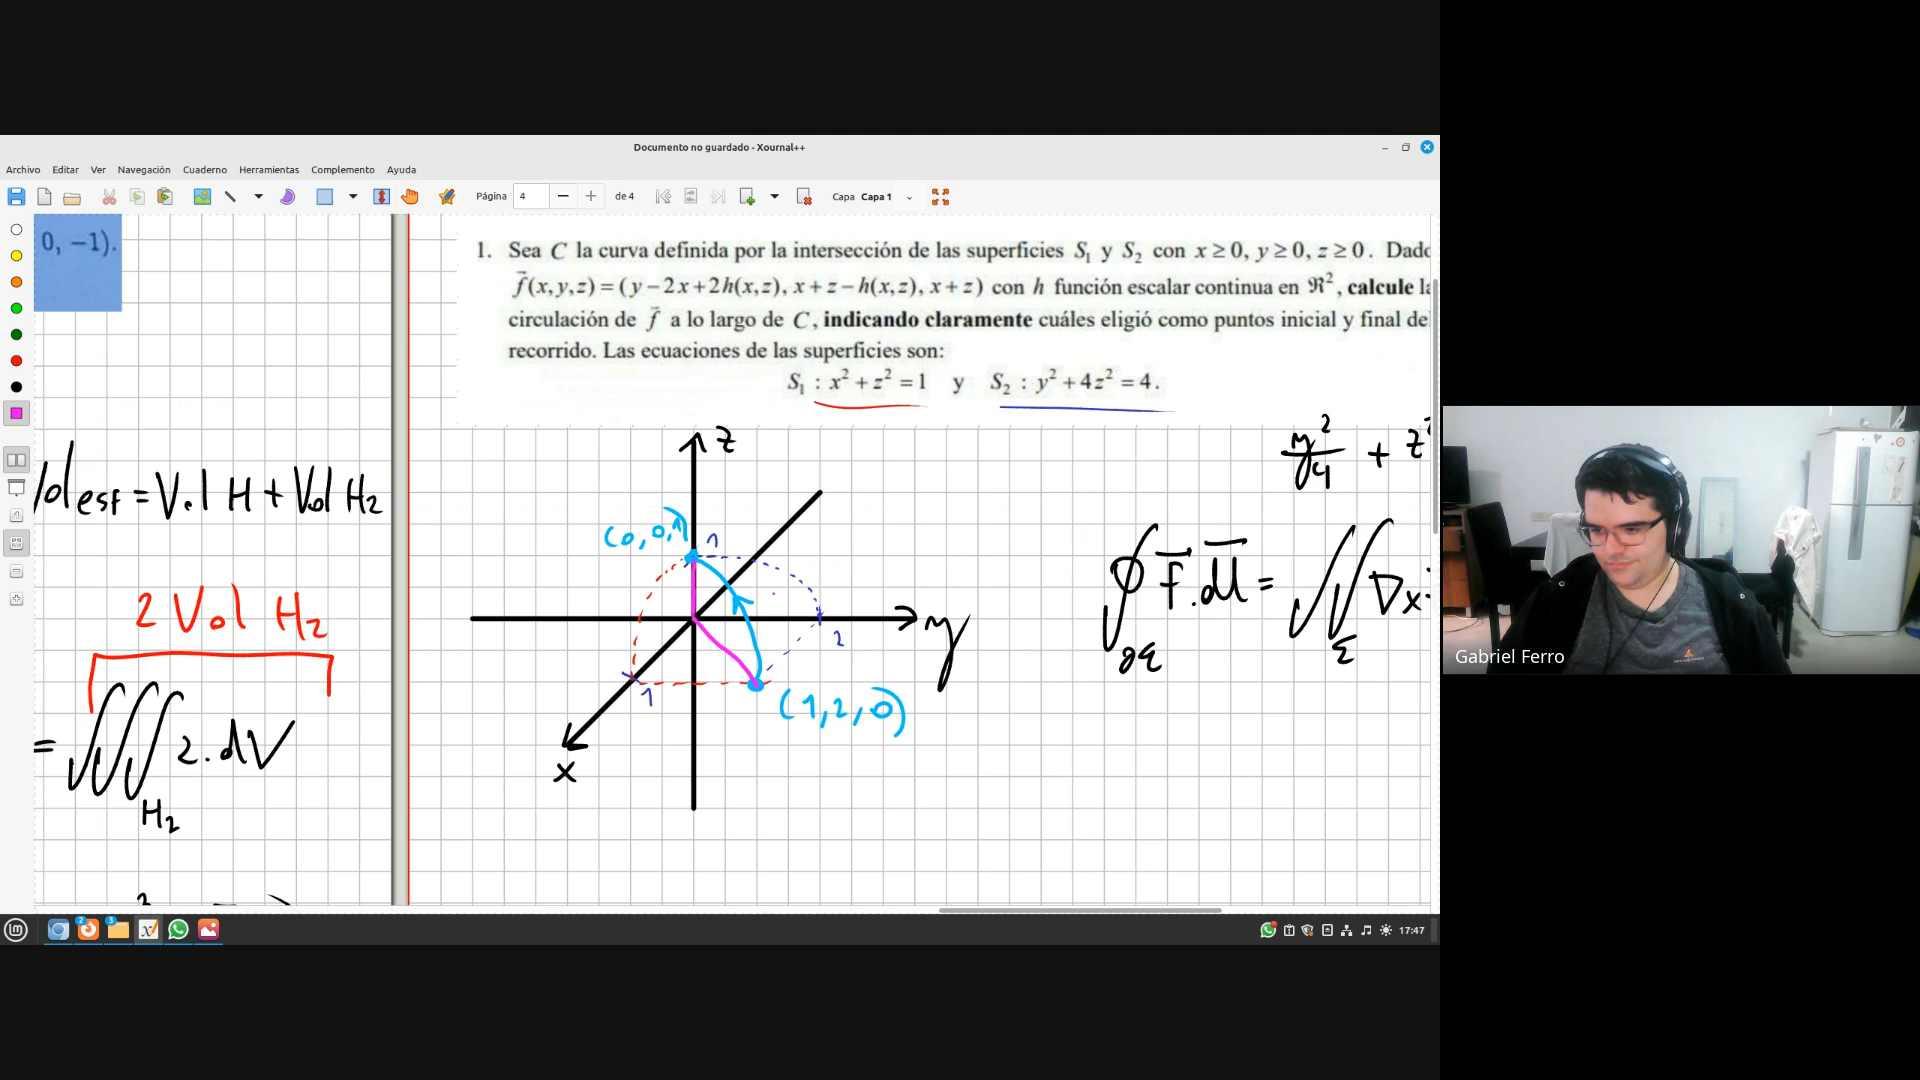 Documento no guardado - Xournal++
Archivo Editar Ver Navegación Cuaderno Herramientas Complemento Ayuda
Página 4 de 4 Capa Capa 1
0, −1).
1. Sea C la curva definida por la intersección de las superficies S₁ y S₂ con x ≥ 0, y ≥ 0, z ≥ 0. Dado
f⃗(x,y,z) = (y − 2x + 2h(x,z), x + z − h(x,z), x + z) con h función escalar continua en ℜ², calcule la
circulación de f⃗ a lo largo de C, indicando claramente cuáles eligió como puntos inicial y final del
recorrido. Las ecuaciones de las superficies son:
S₁ : x² + z² = 1 y S₂ : y² + 4z² = 4.
y²/4 + z²
z
Vol esf = Vol H + Vol H₂
(0,0,1) 1
∮ F̅ . dl̅ = ∬ ∇x
∂Σ Σ
2 Vol H₂
y
2
1
(1,2,0)
= ∭ 2. dV
H₂
x
Gabriel Ferro
2 3
17:47